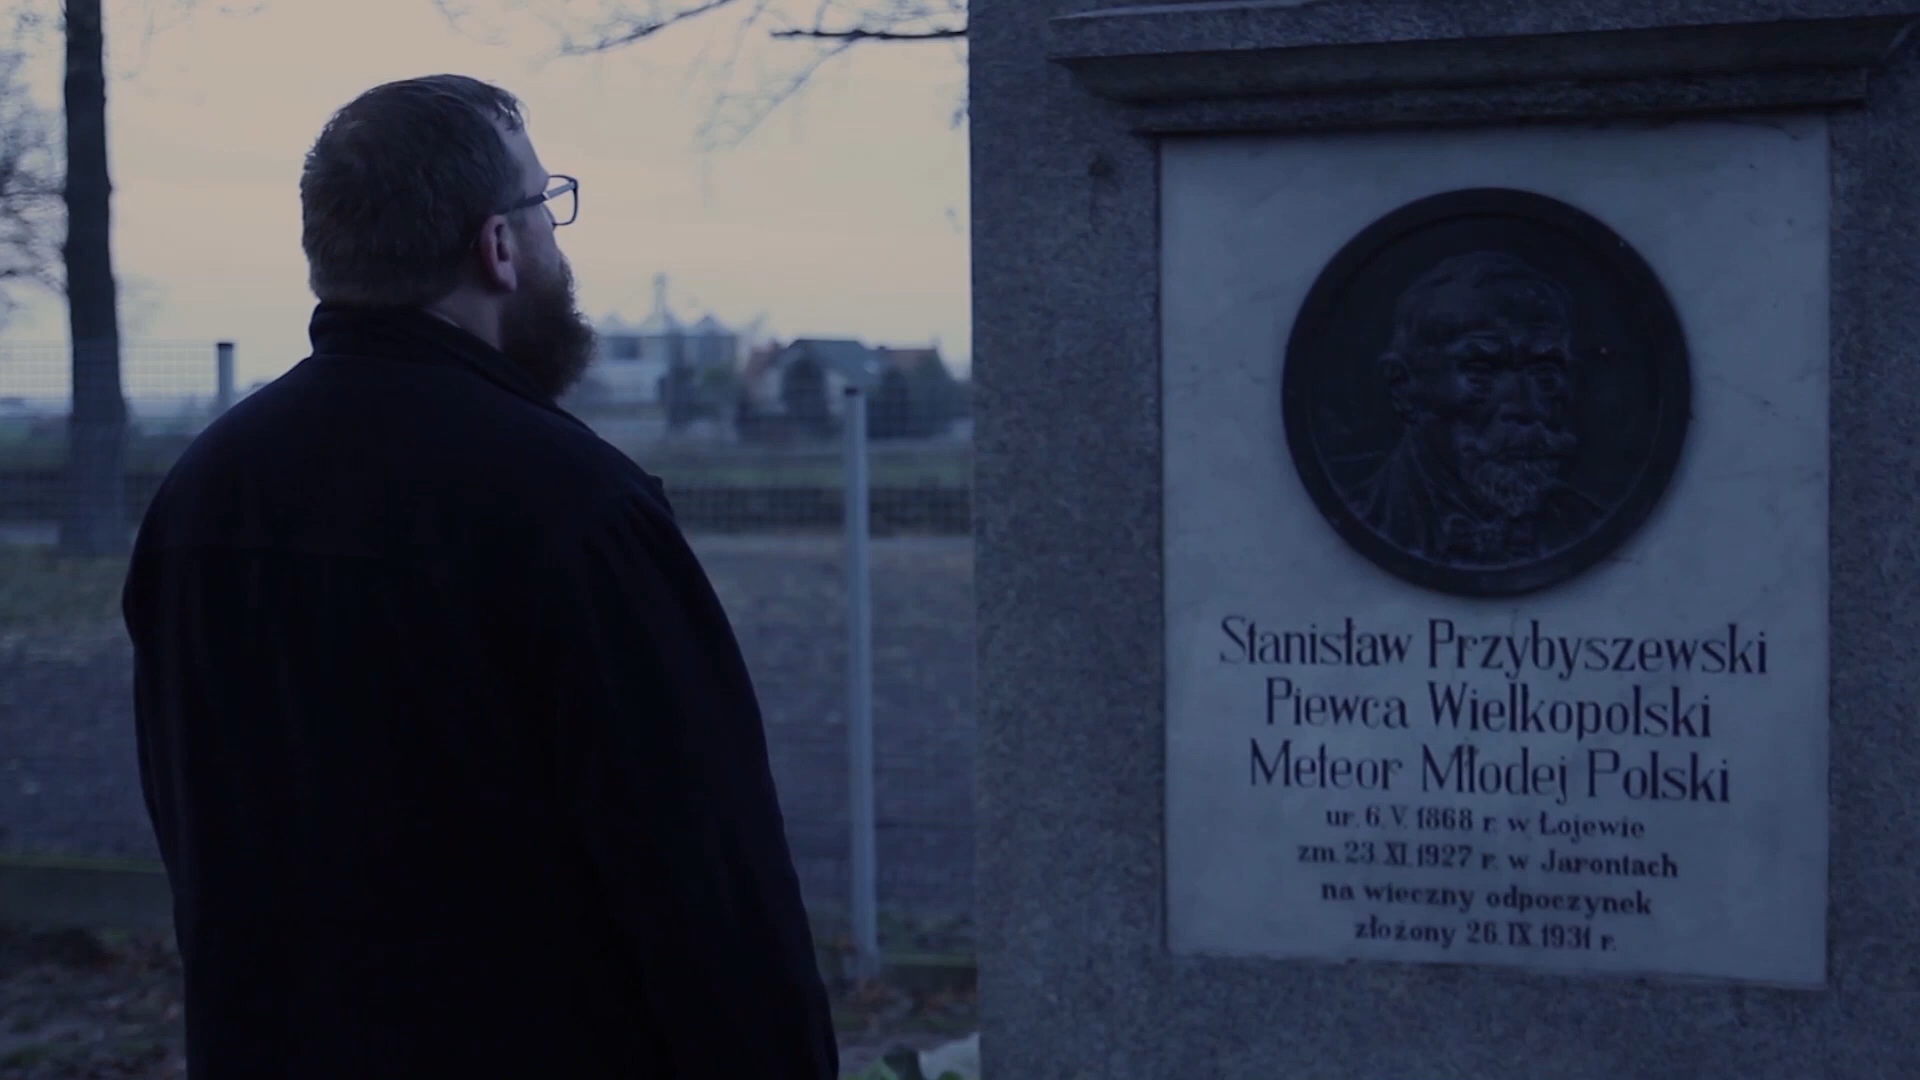 Stanisław Przybyszewski
Piewca Wielkopolski
Meteor Młodej Polski
ur. 6. V. 1868 r. w Łojewie
zm. 23. XI. 1927 r. w Jarontach
na wieczny odpoczynek
złożony 26. IX. 1931 r.